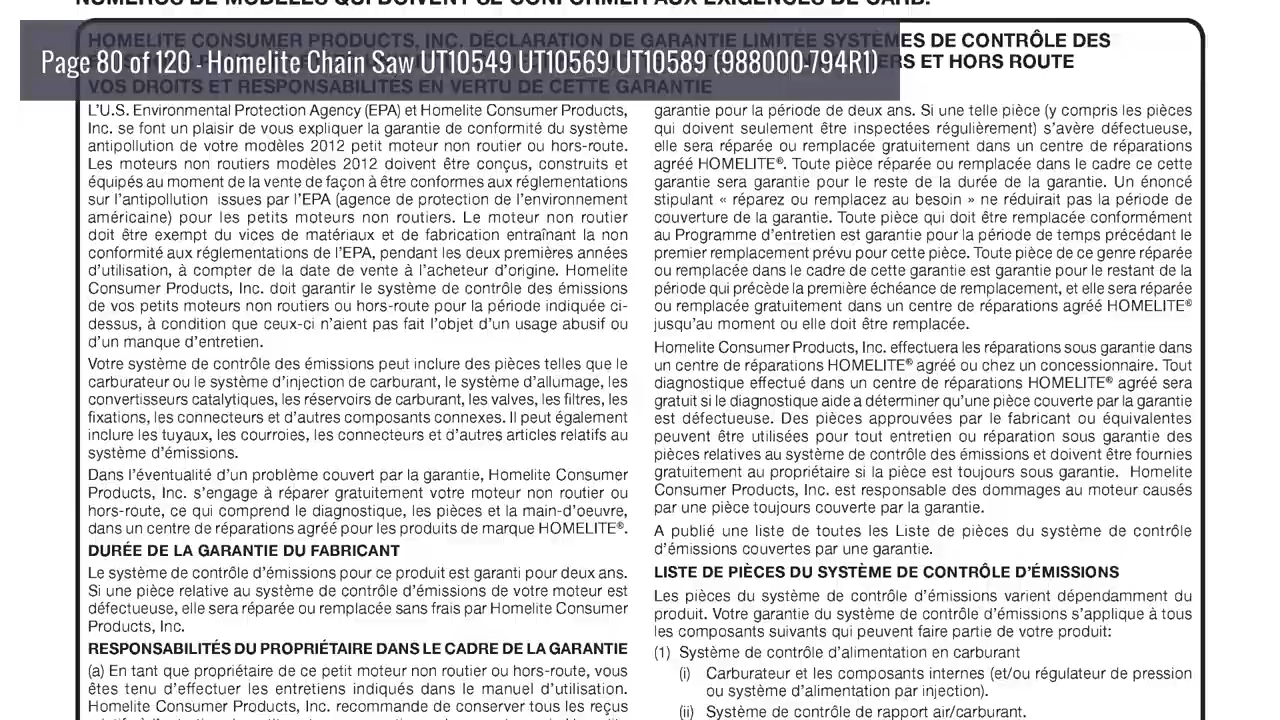 NUMÉROS DE MODÈLES QUI DOIVENT SE CONFORMER AUX EXIGENCES DE CARB.
Page 80 of 120 - Homelite Chain Saw UT10549 UT10569 UT10589 (988000-794R1)
HOMELITE CONSUMER PRODUCTS, INC. DÉCLARATION DE GARANTIE LIMITÉE SYSTÈMES DE CONTRÔLE DES
ERS ET HORS ROUTE
VOS DROITS ET RESPONSABILITÉS EN VERTU DE CETTE GARANTIE
L'U.S. Environmental Protection Agency (EPA) et Homelite Consumer Products,
Inc. se font un plaisir de vous expliquer la garantie de conformité du système
antipollution de votre modèles 2012 petit moteur non routier ou hors-route.
Les moteurs non routiers modèles 2012 doivent être conçus, construits et
équipés au moment de la vente de façon à être conformes aux réglementations
sur l'antipollution issues par l'EPA (agence de protection de l'environnement
américaine) pour les petits moteurs non routiers. Le moteur non routier
doit être exempt du vices de matériaux et de fabrication entraînant la non
conformité aux réglementations de l'EPA, pendant les deux premières années
d'utilisation, à compter de la date de vente à l'acheteur d'origine. Homelite
Consumer Products, Inc. doit garantir le système de contrôle des émissions
de vos petits moteurs non routiers ou hors-route pour la période indiquée ci-
dessus, à condition que ceux-ci n'aient pas fait l'objet d'un usage abusif ou
d'un manque d'entretien.
Votre système de contrôle des émissions peut inclure des pièces telles que le
carburateur ou le système d'injection de carburant, le système d'allumage, les
convertisseurs catalytiques, les réservoirs de carburant, les valves, les filtres, les
fixations, les connecteurs et d'autres composants connexes. Il peut également
inclure les tuyaux, les courroies, les connecteurs et d'autres articles relatifs au
système d'émissions.
Dans l'éventualité d'un problème couvert par la garantie, Homelite Consumer
Products, Inc. s'engage à réparer gratuitement votre moteur non routier ou
hors-route, ce qui comprend le diagnostique, les pièces et la main-d'oeuvre,
dans un centre de réparations agréé pour les produits de marque HOMELITE®.
DURÉE DE LA GARANTIE DU FABRICANT
Le système de contrôle d'émissions pour ce produit est garanti pour deux ans.
Si une pièce relative au système de contrôle d'émissions de votre moteur est
défectueuse, elle sera réparée ou remplacée sans frais par Homelite Consumer
Products, Inc.
RESPONSABILITÉS DU PROPRIÉTAIRE DANS LE CADRE DE LA GARANTIE
(a) En tant que propriétaire de ce petit moteur non routier ou hors-route, vous
êtes tenu d'effectuer les entretiens indiqués dans le manuel d'utilisation.
Homelite Consumer Products, Inc. recommande de conserver tous les reçus
garantie pour la période de deux ans. Si une telle pièce (y compris les pièces
qui doivent seulement être inspectées régulièrement) s'avère défectueuse,
elle sera réparée ou remplacée gratuitement dans un centre de réparations
agréé HOMELITE®. Toute pièce réparée ou remplacée dans le cadre ce cette
garantie sera garantie pour le reste de la durée de la garantie. Un énoncé
stipulant « réparez ou remplacez au besoin » ne réduirait pas la période de
couverture de la garantie. Toute pièce qui doit être remplacée conformément
au Programme d'entretien est garantie pour la période de temps précédant le
premier remplacement prévu pour cette pièce. Toute pièce de ce genre réparée
ou remplacée dans le cadre de cette garantie est garantie pour le restant de la
période qui précède la première échéance de remplacement, et elle sera réparée
ou remplacée gratuitement dans un centre de réparations agréé HOMELITE®
jusqu'au moment ou elle doit être remplacée.
Homelite Consumer Products, Inc. effectuera les réparations sous garantie dans
un centre de réparations HOMELITE® agréé ou chez un concessionnaire. Tout
diagnostique effectué dans un centre de réparations HOMELITE® agréé sera
gratuit si le diagnostique aide a déterminer qu'une pièce couverte par la garantie
est défectueuse. Des pièces approuvées par le fabricant ou équivalentes
peuvent être utilisées pour tout entretien ou réparation sous garantie des
pièces relatives au système de contrôle des émissions et doivent être fournies
gratuitement au propriétaire si la pièce est toujours sous garantie. Homelite
Consumer Products, Inc. est responsable des dommages au moteur causés
par une pièce toujours couverte par la garantie.
A publié une liste de toutes les Liste de pièces du système de contrôle
d'émissions couvertes par une garantie.
LISTE DE PIÈCES DU SYSTÈME DE CONTRÔLE D'ÉMISSIONS
Les pièces du système de contrôle d'émissions varient dépendamment du
produit. Votre garantie du système de contrôle d'émissions s'applique à tous
les composants suivants qui peuvent faire partie de votre produit:
(1) Système de contrôle d'alimentation en carburant
(i) Carburateur et les composants internes (et/ou régulateur de pression
ou système d'alimentation par injection).
(ii) Système de contrôle de rapport air/carburant.